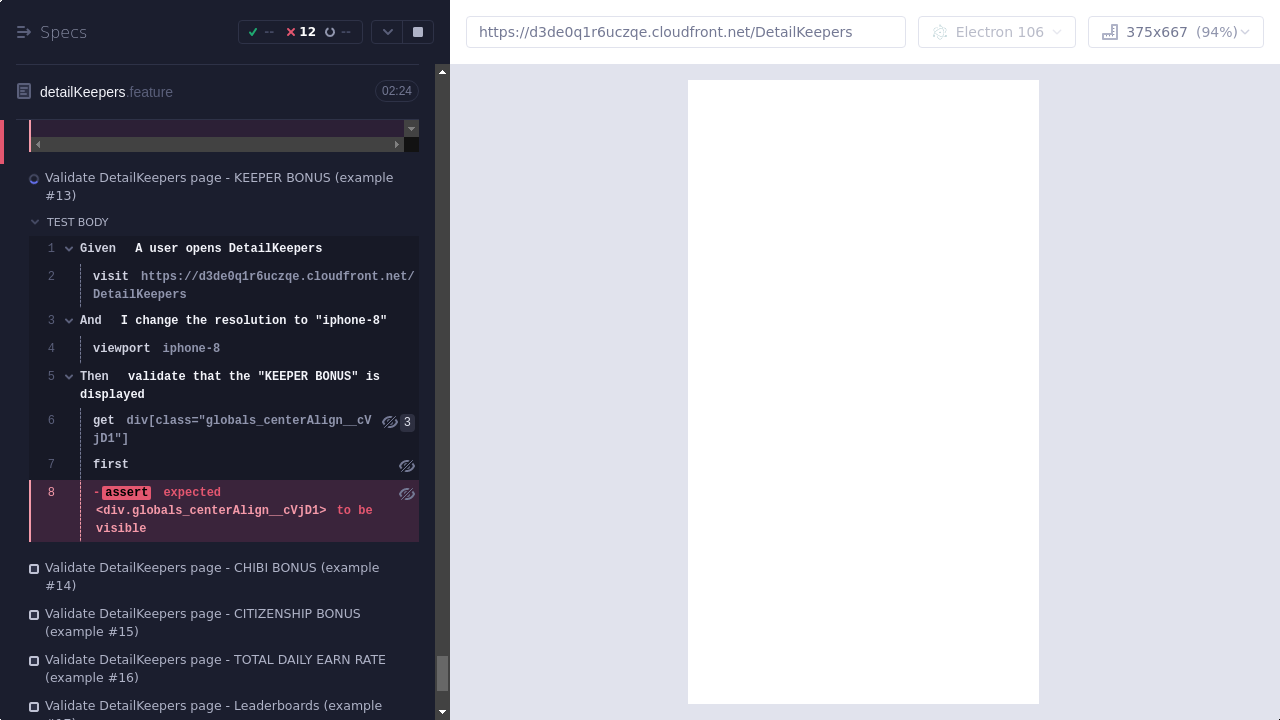 Specs
-- 12 --
detailKeepers.feature 02:24
Validate DetailKeepers page - KEEPER BONUS (example
#13)
TEST BODY
1 Given A user opens DetailKeepers
2 visit https://d3de0q1r6uczqe.cloudfront.net/
DetailKeepers
3 And I change the resolution to "iphone-8"
4 viewport iphone-8
5 Then validate that the "KEEPER BONUS" is
displayed
6 get div[class="globals_centerAlign__cV
jD1"] 3
7 first
8 -assert expected
<div.globals_centerAlign__cVjD1> to be
visible
Validate DetailKeepers page - CHIBI BONUS (example
#14)
Validate DetailKeepers page - CITIZENSHIP BONUS
(example #15)
Validate DetailKeepers page - TOTAL DAILY EARN RATE
(example #16)
Validate DetailKeepers page - Leaderboards (example
https://d3de0q1r6uczqe.cloudfront.net/DetailKeepers
Electron 106
375x667 (94%)